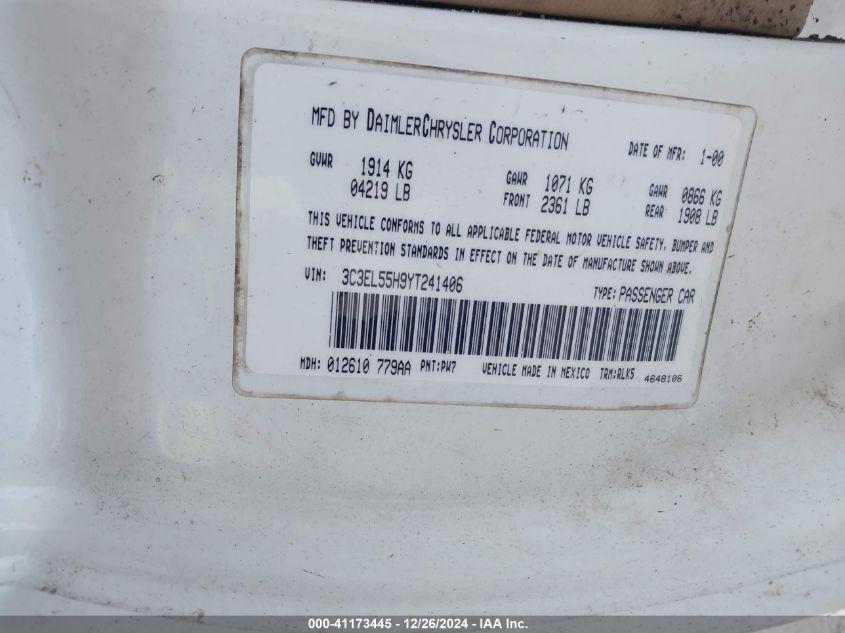 MFD BY DAIMLERCHRYSLER CORPORATION DATE OF MFR: 1-00
GVWR 1914 KG GAWR 1071 KG GAWR 0866 KG
04219 LB FRONT 2361 LB REAR 1908 LB
THIS VEHICLE CONFORMS TO ALL APPLICABLE FEDERAL MOTOR VEHICLE SAFETY, BUMPER AND
THEFT PREVENTION STANDARDS IN EFFECT ON THE DATE OF MANUFACTURE SHOWN ABOVE.
VIN: 3C3EL55H9YT241406 TYPE: PASSENGER CAR
MDH: 012610 779AA PNT:PW7 VEHICLE MADE IN MEXICO TRM:RLK5 4648106
000-41173445 - 12/26/2024 - IAA Inc.